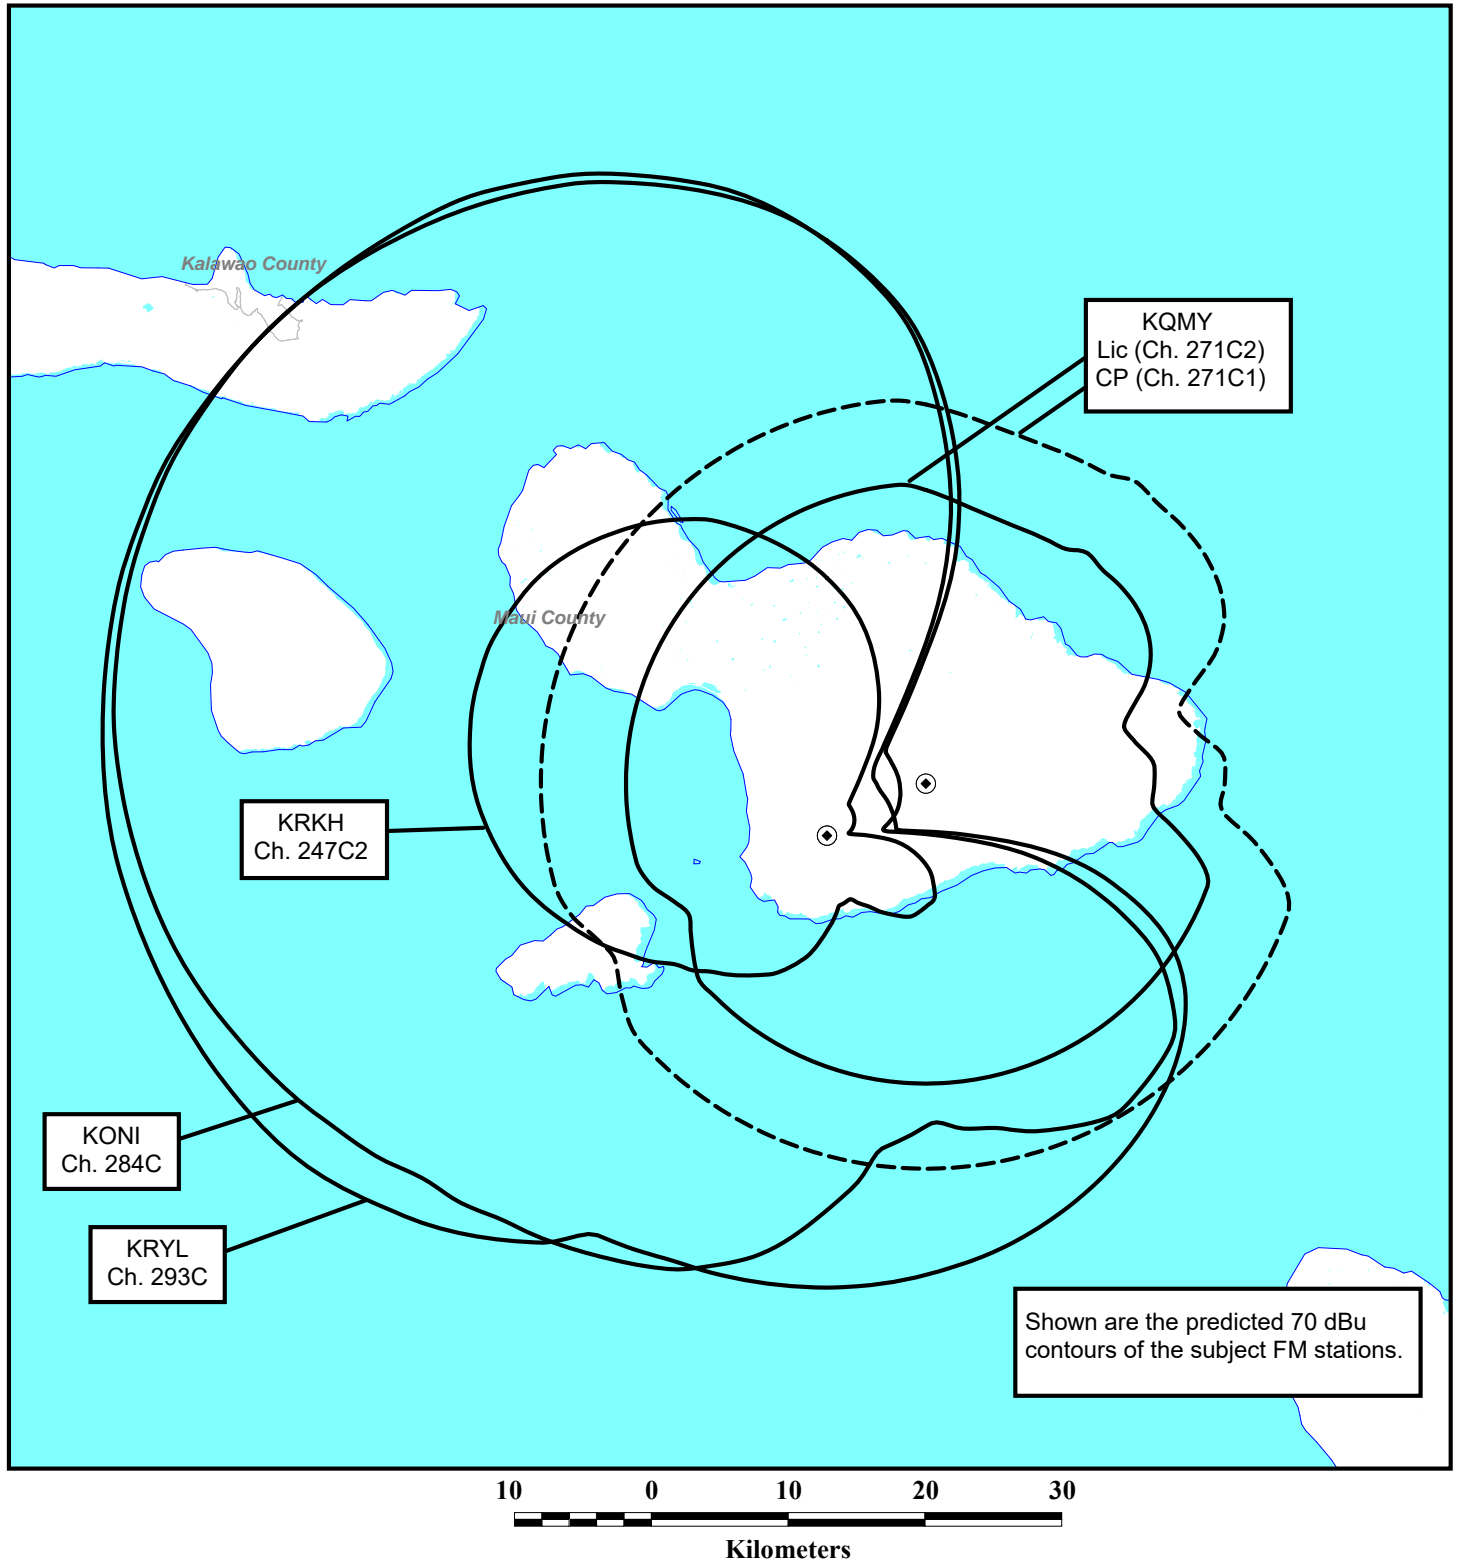 Kalawao County
KQMY
Lic (Ch. 271C2)
CP (Ch. 271C1)
Maui County
KRKH
Ch. 247C2
KONI
Ch. 284C
KRYL
Ch. 293C
Shown are the predicted 70 dBu
contours of the subject FM stations.
10 0 10 20 30
Kilometers